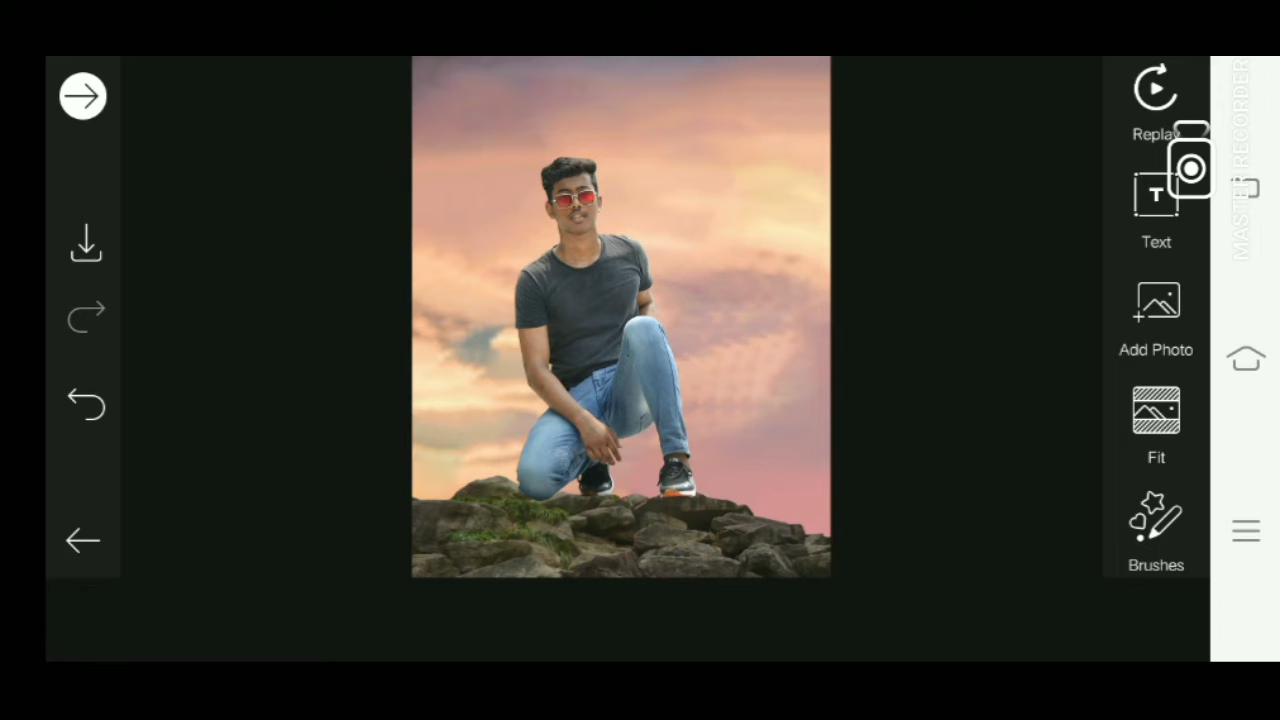 Replay
T
Text
Add Photo
Fit
Brushes
MASTER RECORDER